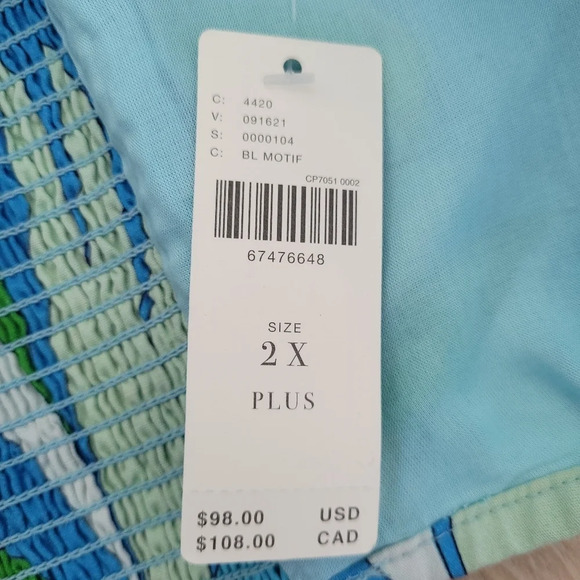 C: 4420
V: 091621
S: 0000104
C: BL MOTIF
CP7051 0002
67476648
SIZE
2 X
PLUS
$98.00 USD
$108.00 CAD